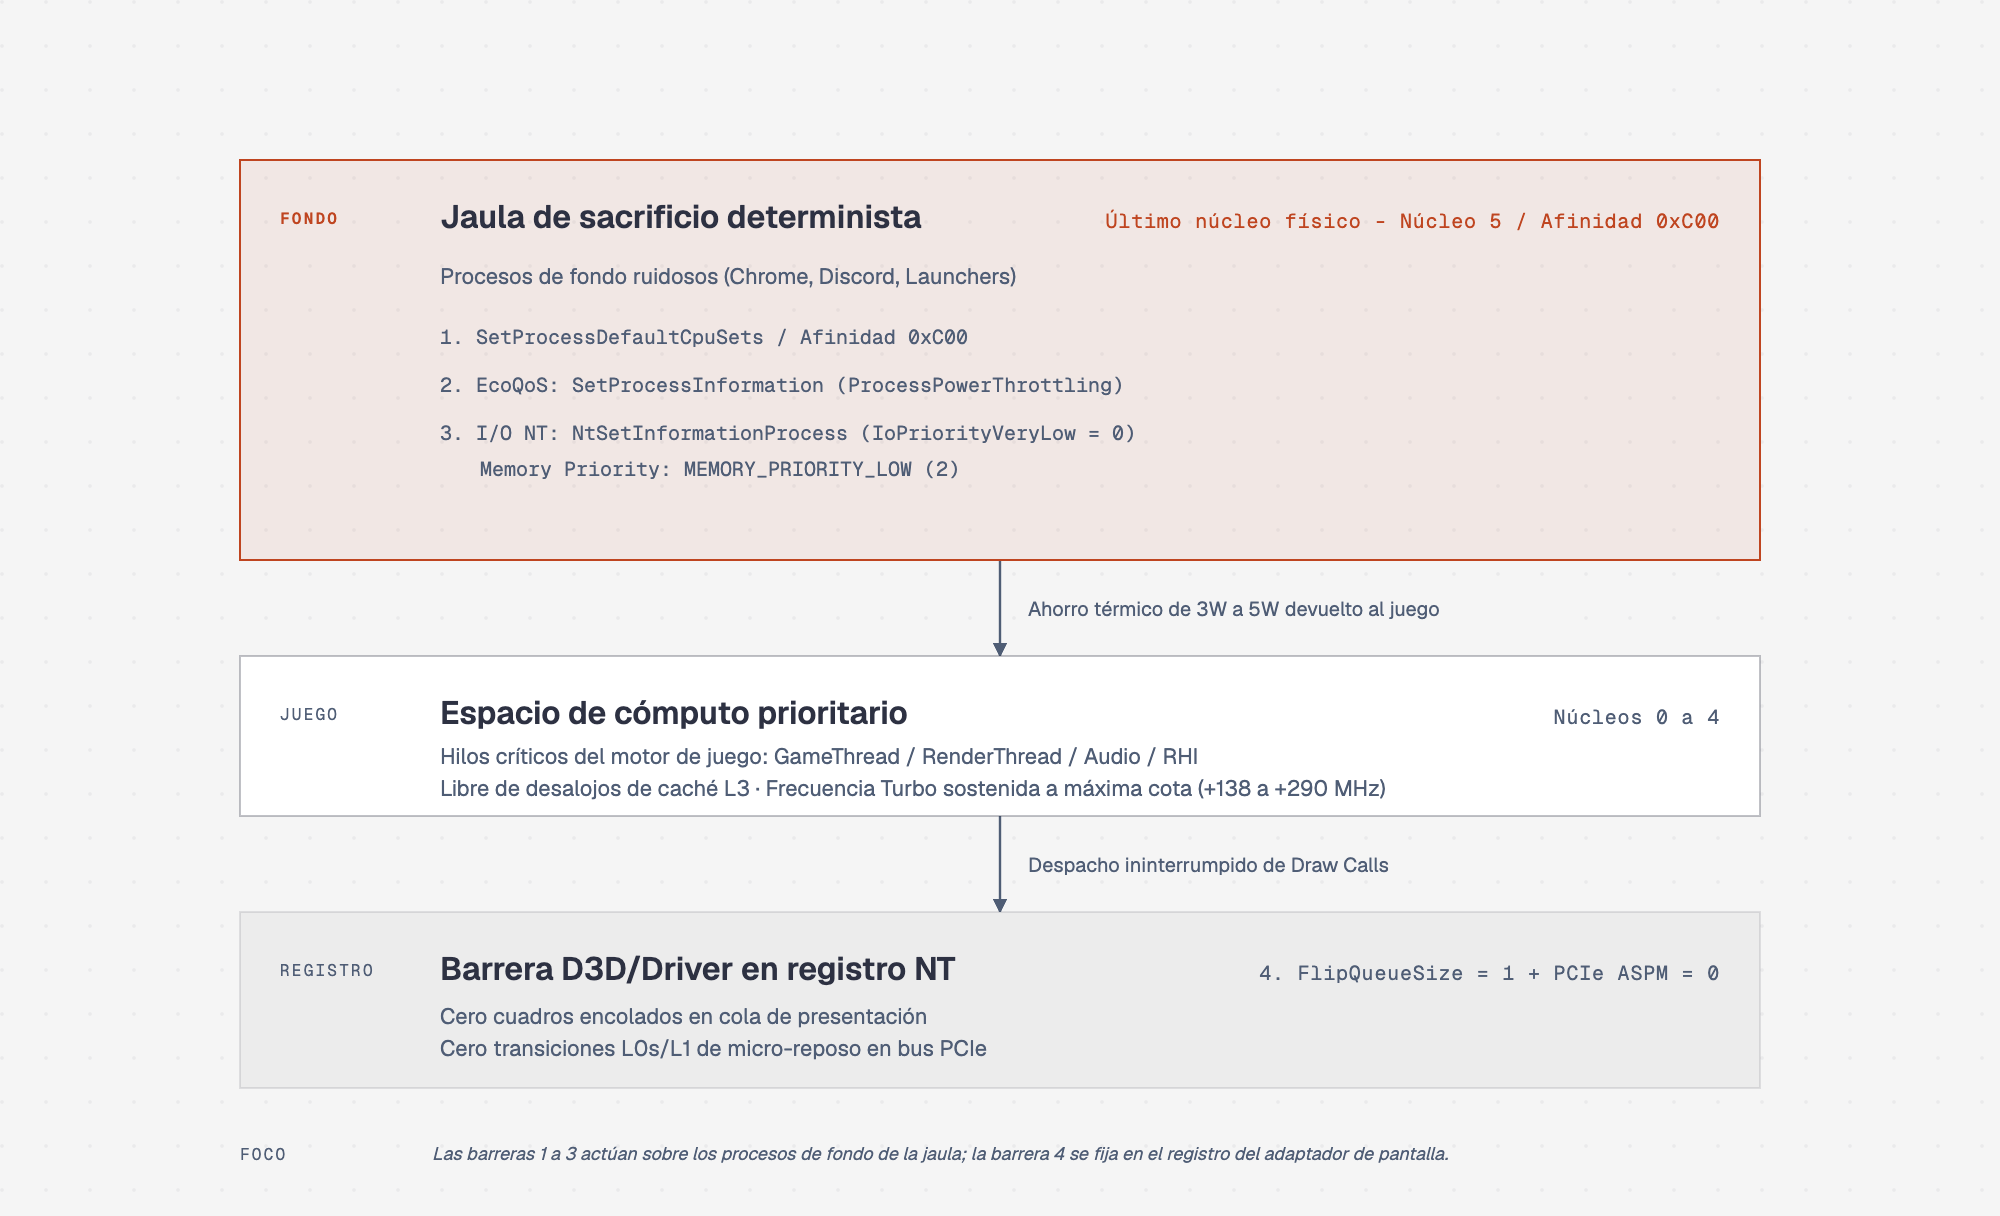 FONDO
Jaula de sacrificio determinista
Último núcleo físico - Núcleo 5 / Afinidad 0xC00
Procesos de fondo ruidosos (Chrome, Discord, Launchers)
1. SetProcessDefaultCpuSets / Afinidad 0xC00
2. EcoQoS: SetProcessInformation (ProcessPowerThrottling)
3. I/O NT: NtSetInformationProcess (IoPriorityVeryLow = 0)
Memory Priority: MEMORY_PRIORITY_LOW (2)
Ahorro térmico de 3W a 5W devuelto al juego
JUEGO
Espacio de cómputo prioritario
Núcleos 0 a 4
Hilos críticos del motor de juego: GameThread / RenderThread / Audio / RHI
Libre de desalojos de caché L3 · Frecuencia Turbo sostenida a máxima cota (+138 a +290 MHz)
Despacho ininterrumpido de Draw Calls
REGISTRO
Barrera D3D/Driver en registro NT
4. FlipQueueSize = 1 + PCIe ASPM = 0
Cero cuadros encolados en cola de presentación
Cero transiciones L0s/L1 de micro-reposo en bus PCIe
FOCO
Las barreras 1 a 3 actúan sobre los procesos de fondo de la jaula; la barrera 4 se fija en el registro del adaptador de pantalla.